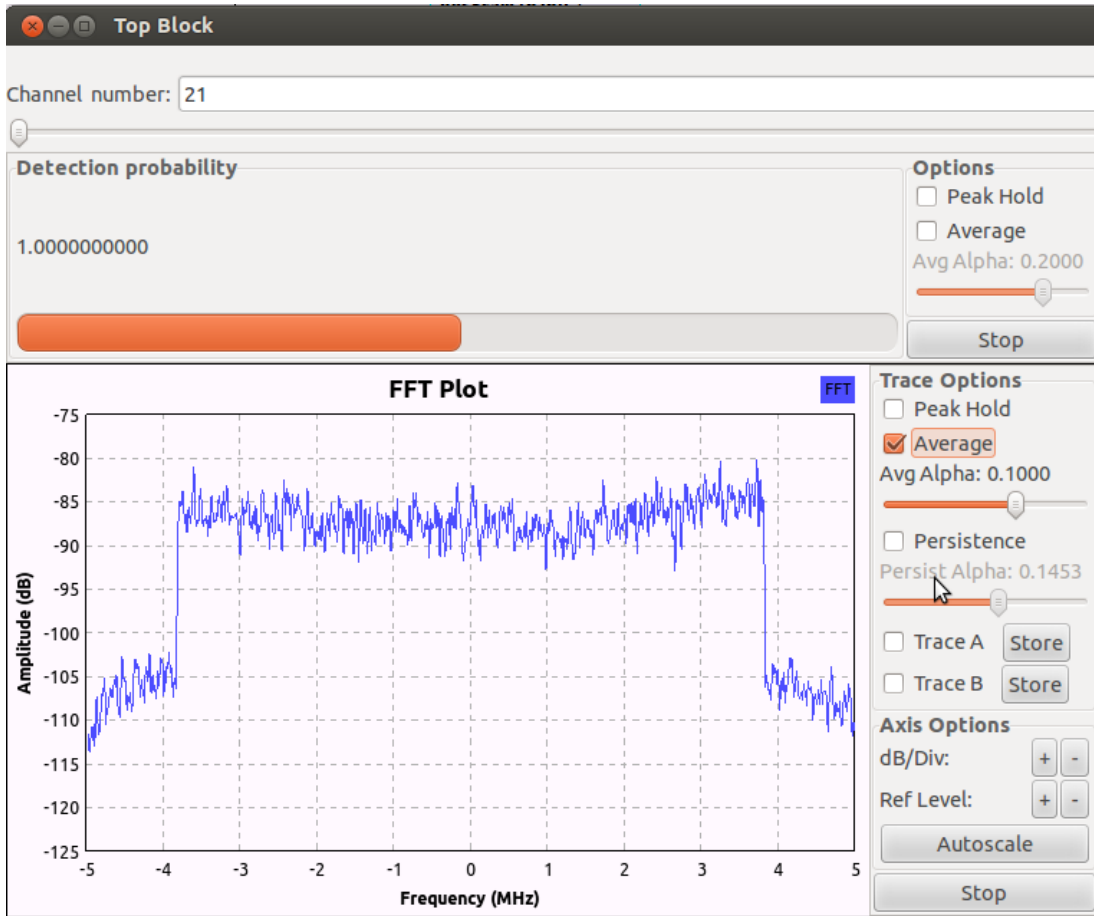 Top Block
Channel number: 21
Detection probability
1.0000000000
Options
Peak Hold
Average
Avg Alpha: 0.2000
Stop
FFT Plot
FFT
-75
-80
-85
-90
-95
-100
-105
-110
-115
-120
-125
Amplitude (dB)
-5 -4 -3 -2 -1 0 1 2 3 4 5
Frequency (MHz)
Trace Options
Peak Hold
Average
Avg Alpha: 0.1000
Persistence
Persist Alpha: 0.1453
Trace A Store
Trace B Store
Axis Options
dB/Div: + -
Ref Level: + -
Autoscale
Stop